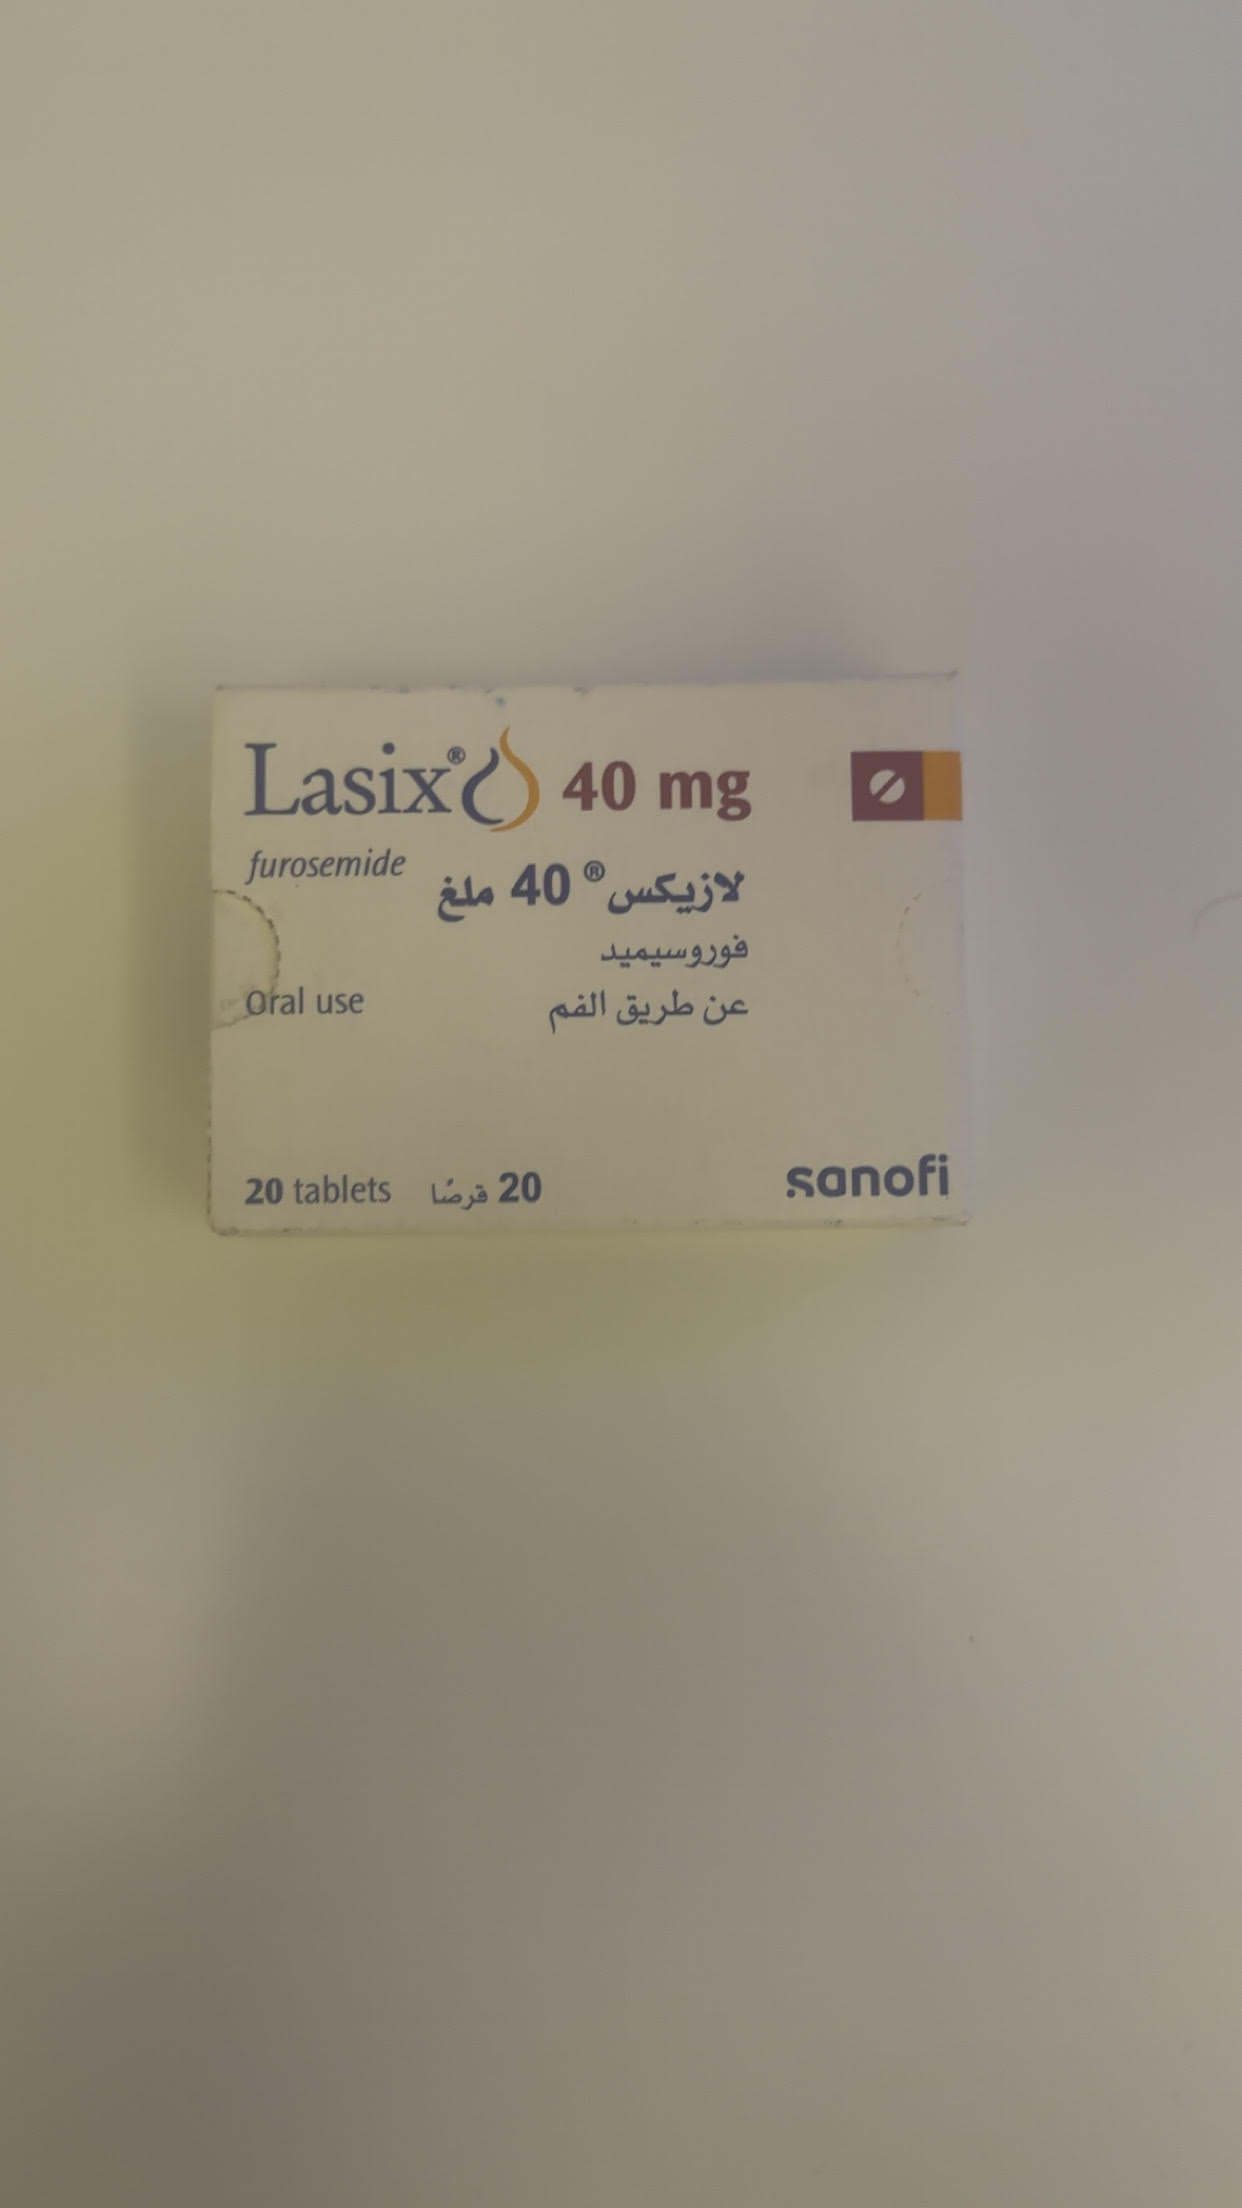 Lasix® 40 mg
furosemide
لازيكس® 40 ملغ
فوروسيميد
Oral use
عن طريق الفم
20 tablets 20 قرصًا
sanofi